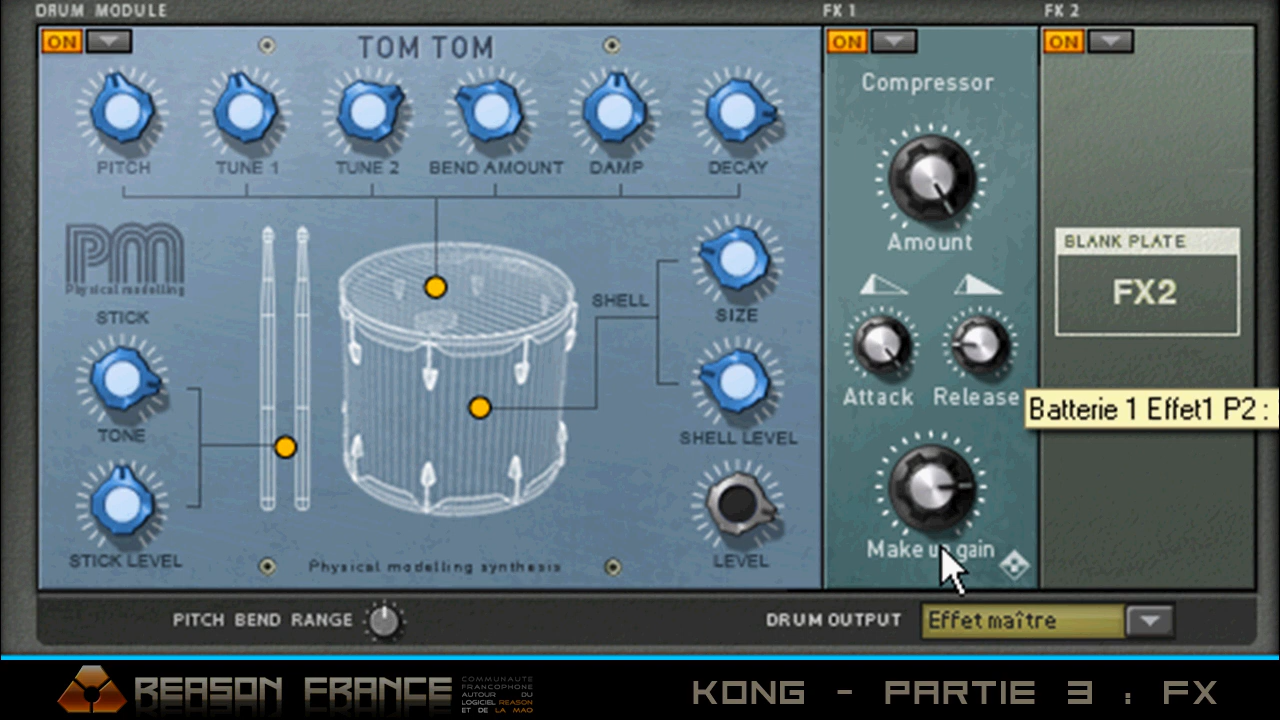 DRUM MODULE
FX 1
FX 2
ON
TOM TOM
ON
ON
Compressor
PITCH
TUNE 1
TUNE 2
BEND AMOUNT
DAMP
DECAY
Amount
PM
Physical modelling
BLANK PLATE
FX2
STICK
SHELL
SIZE
Attack
Release
Batterie 1 Effet1 P2 :
TONE
SHELL LEVEL
STICK LEVEL
Physical modelling synthesis
LEVEL
Make up gain
PITCH BEND RANGE
DRUM OUTPUT
Effet maître
REASON FRANCE
COMMUNAUTE
FRANCOPHONE
AUTOUR DU
LOGICIEL REASON
ET DE LA MAO
KONG - PARTIE 3 : FX